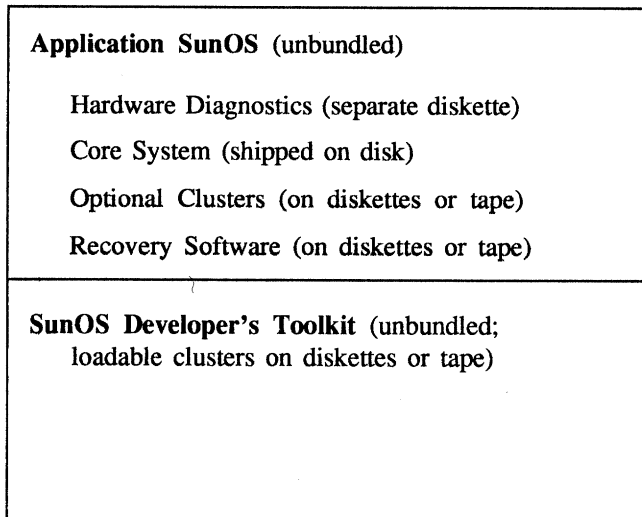 Application SunOS (unbundled)
Hardware Diagnostics (separate diskette)
Core System (shipped on disk)
Optional Clusters (on diskettes or tape)
Recovery Software (on diskettes or tape)
SunOS Developer's Toolkit (unbundled;
loadable clusters on diskettes or tape)